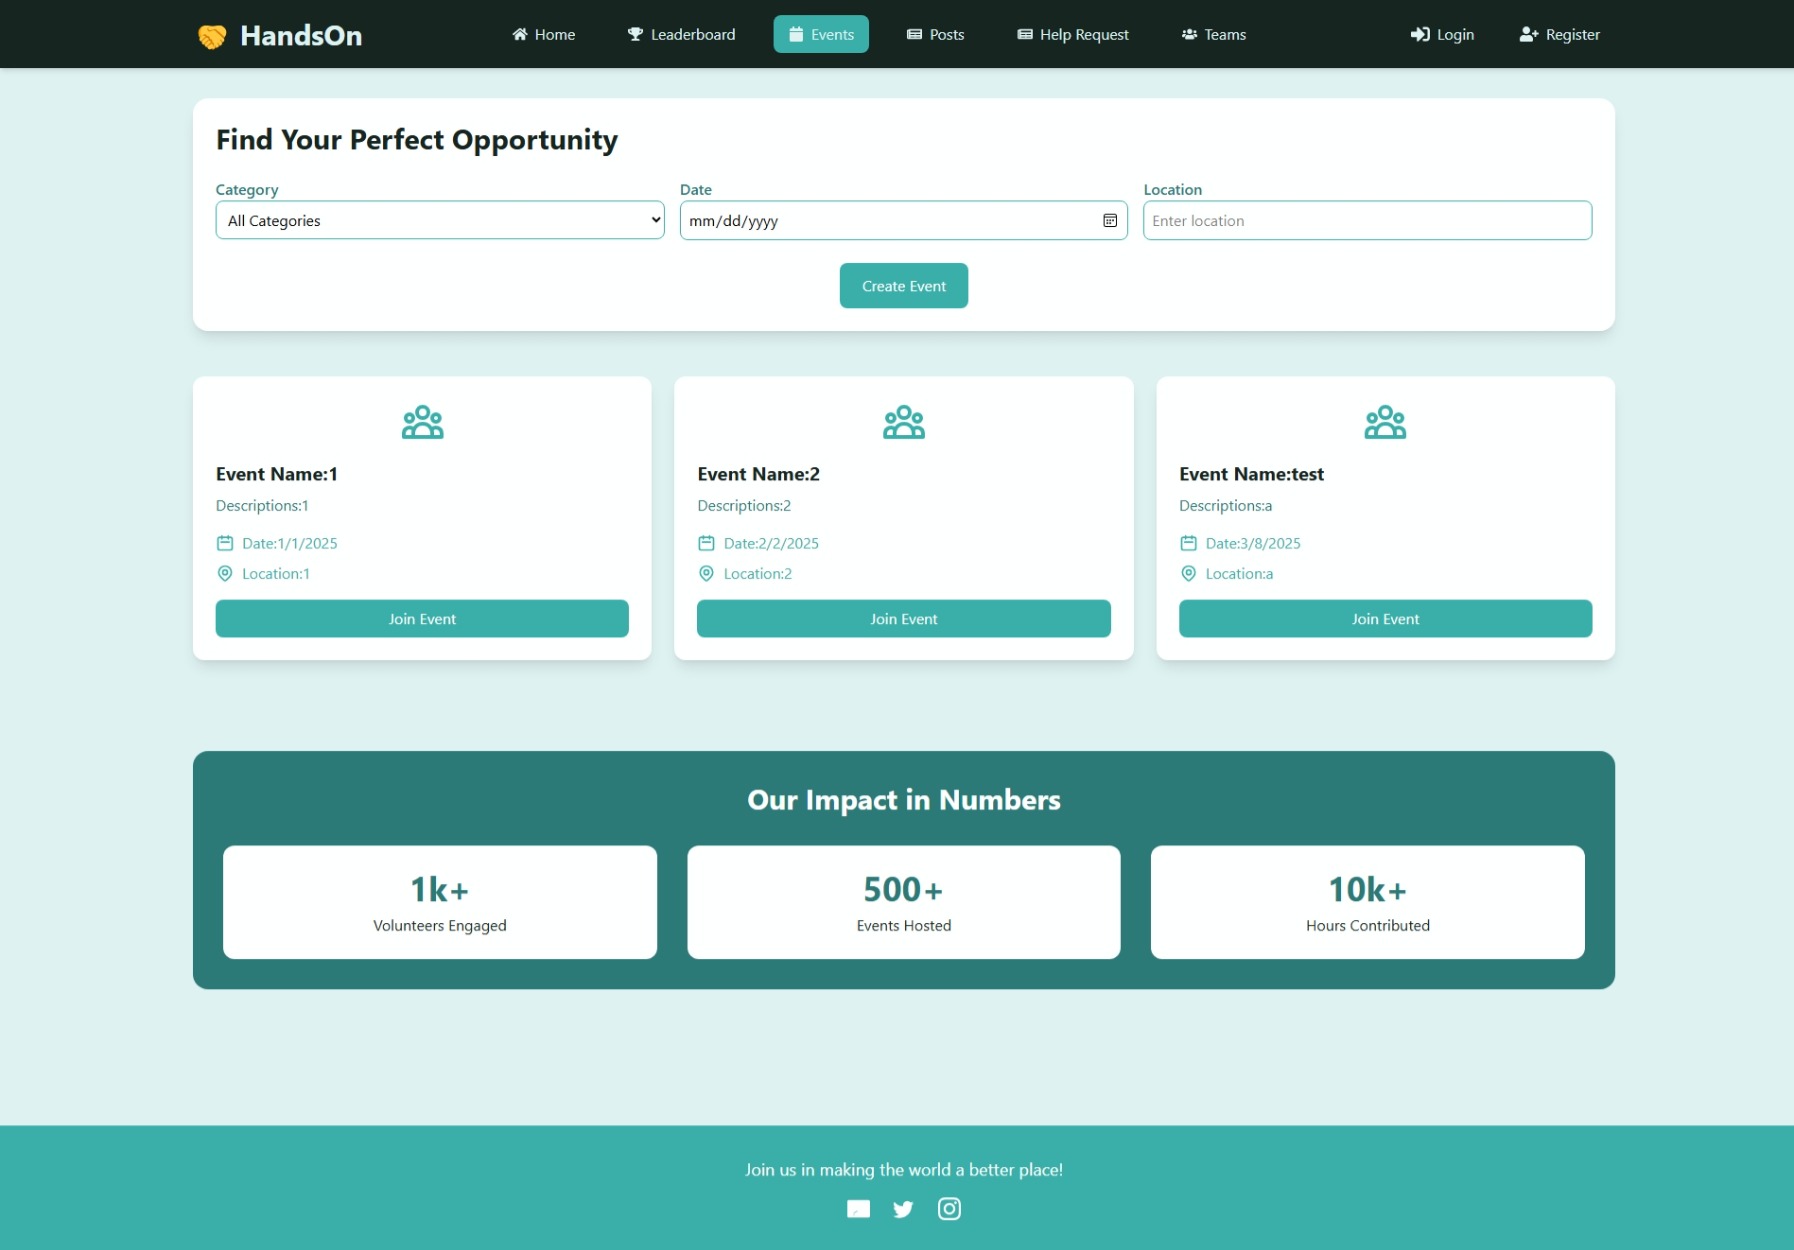 HandsOn
Home Leaderboard Events Posts Help Request Teams Login Register
Find Your Perfect Opportunity
Category Date Location
All Categories mm/dd/yyyy Enter location
Create Event
Event Name:1
Descriptions:1
Date:1/1/2025
Location:1
Join Event
Event Name:2
Descriptions:2
Date:2/2/2025
Location:2
Join Event
Event Name:test
Descriptions:a
Date:3/8/2025
Location:a
Join Event
Our Impact in Numbers
1k+
Volunteers Engaged
500+
Events Hosted
10k+
Hours Contributed
Join us in making the world a better place!